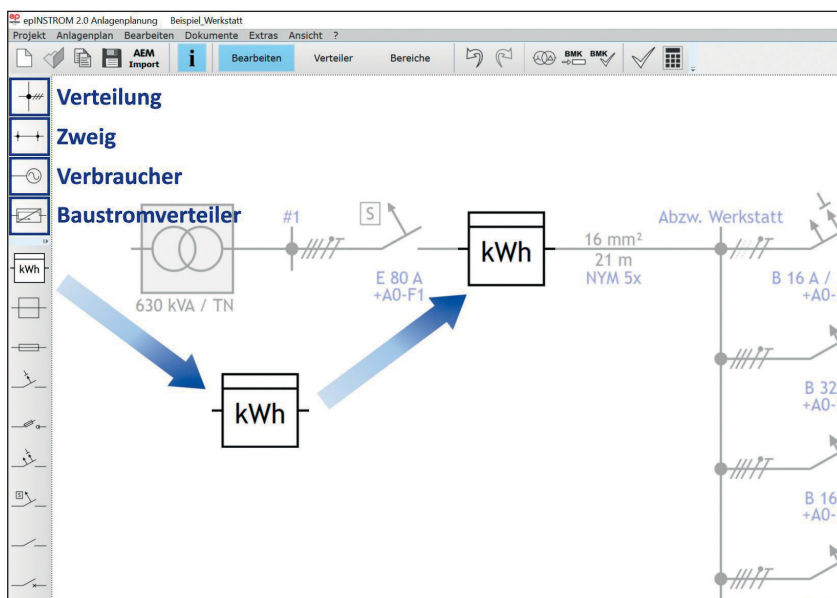 ep epINSTROM 2.0 Anlagenplanung Beispiel_Werkstatt
Projekt Anlagenplan Bearbeiten Dokumente Extras Ansicht ?
AEM Import i Bearbeiten Verteiler Bereiche BMK BMK
Verteilung
Zweig
Verbraucher
Baustromverteiler
#1 S Abzw. Werkstatt
kWh
kWh
16 mm²
21 m
NYM 5x
E 80 A
+A0-F1
B 16 A /
+A0-
630 kVA / TN
kWh
B 32
+A0-
S
B 16
+A0-